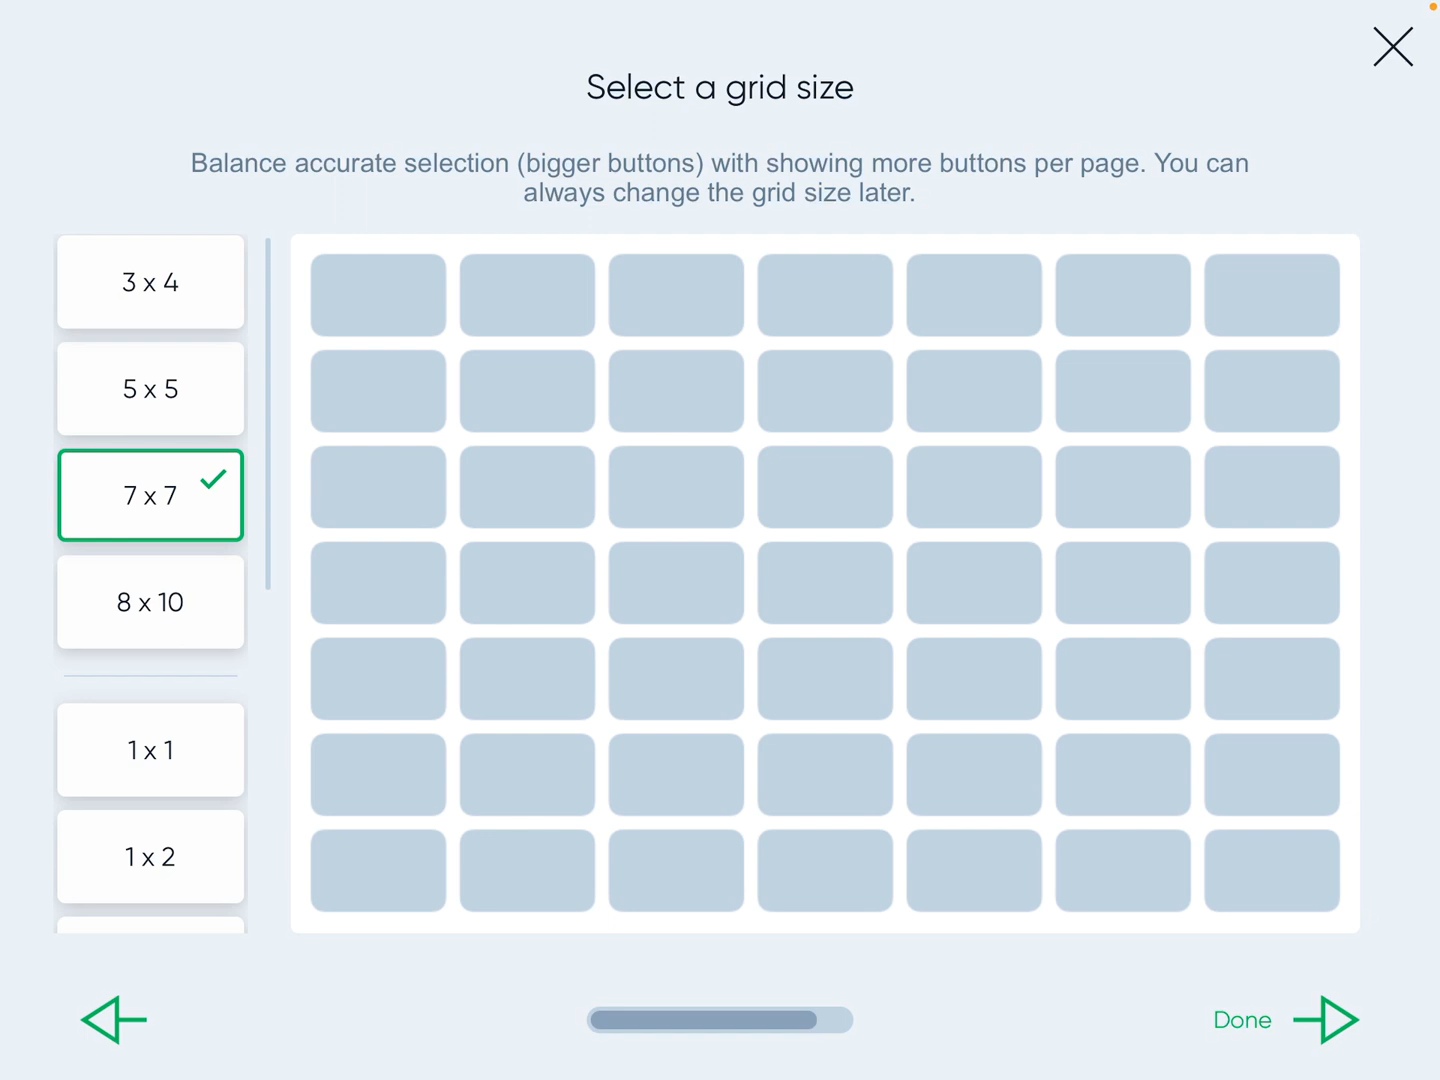 Select a grid size
Balance accurate selection (bigger buttons) with showing more buttons per page. You can
always change the grid size later.
3 x 4
5 x 5
7 x 7
8 x 10
1 x 1
1 x 2
Done